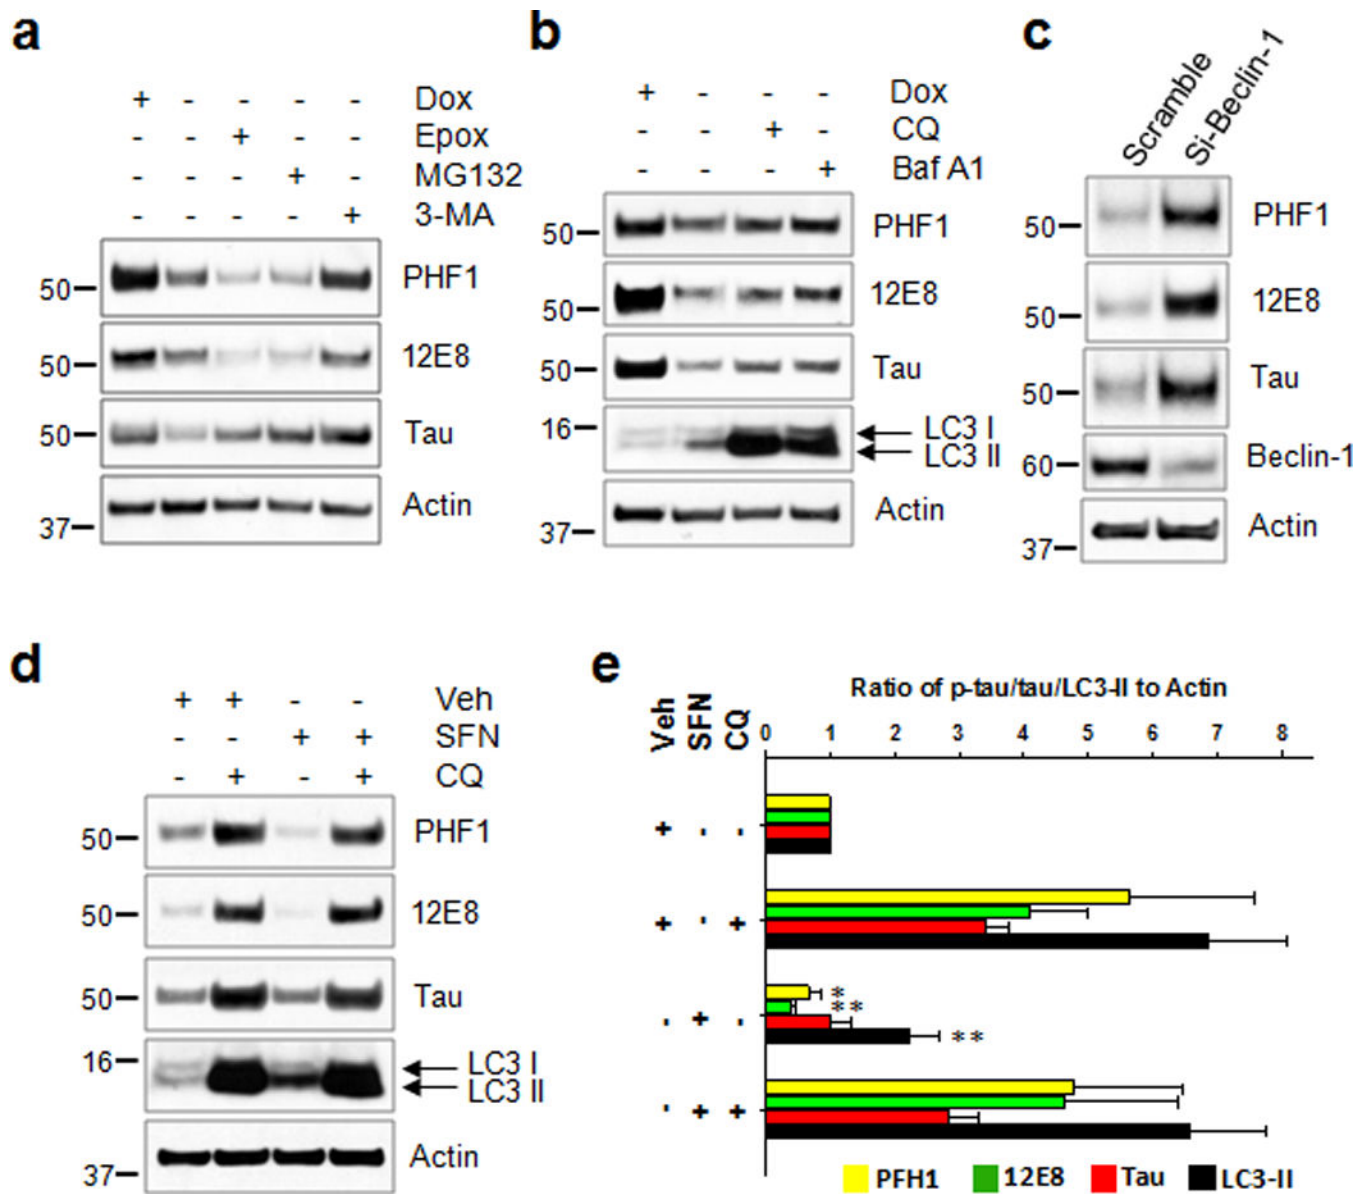 a
+ - - - - Dox
- - + - - Epox
- - - + - MG132
- - - - + 3-MA
50 PHF1
50 12E8
50 Tau
37 Actin
b
+ - - - Dox
- - + - CQ
- - - + Baf A1
50 PHF1
50 12E8
50 Tau
16 LC3 I
LC3 II
37 Actin
c
Scramble
Si-Beclin-1
50 PHF1
50 12E8
50 Tau
60 Beclin-1
37 Actin
d
+ + - - Veh
- - + + SFN
- + - + CQ
50 PHF1
50 12E8
50 Tau
16 LC3 I
LC3 II
37 Actin
e
Ratio of p-tau/tau/LC3-II to Actin
Veh SFN CQ
0 1 2 3 4 5 6 7 8
+ - -
+ - +
- + -
*
**
**
- + +
PFH1 12E8 Tau LC3-II